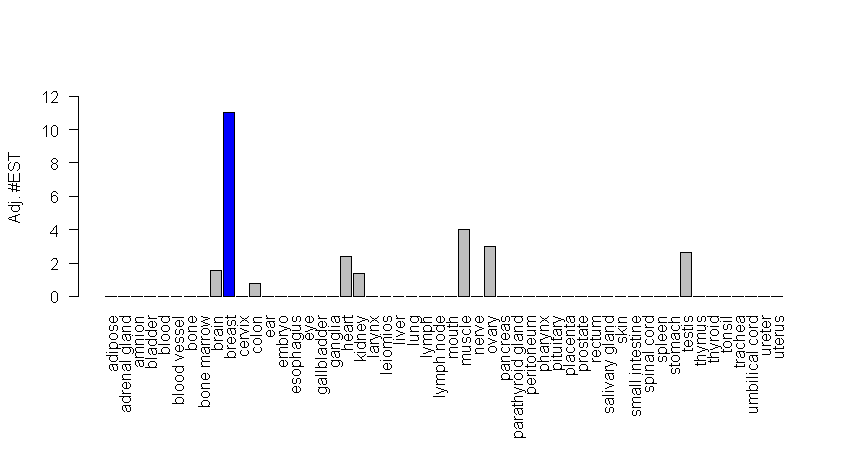 Adj. #EST
12
10
8
6
4
2
0
adipose
adrenal gland
amnion
bladder
blood
blood vessel
bone
bone marrow
brain
breast
cervix
colon
ear
embryo
esophagus
eye
gallbladder
ganglia
heart
kidney
larynx
leiomios
liver
lung
lymph
lymph node
mouth
muscle
nerve
ovary
pancreas
parathyroid gland
peritoneum
pharynx
pituitary
placenta
prostate
rectum
salivary gland
skin
small intestine
spinal cord
spleen
stomach
testis
thymus
thyroid
tonsil
trachea
umbilical cord
ureter
uterus